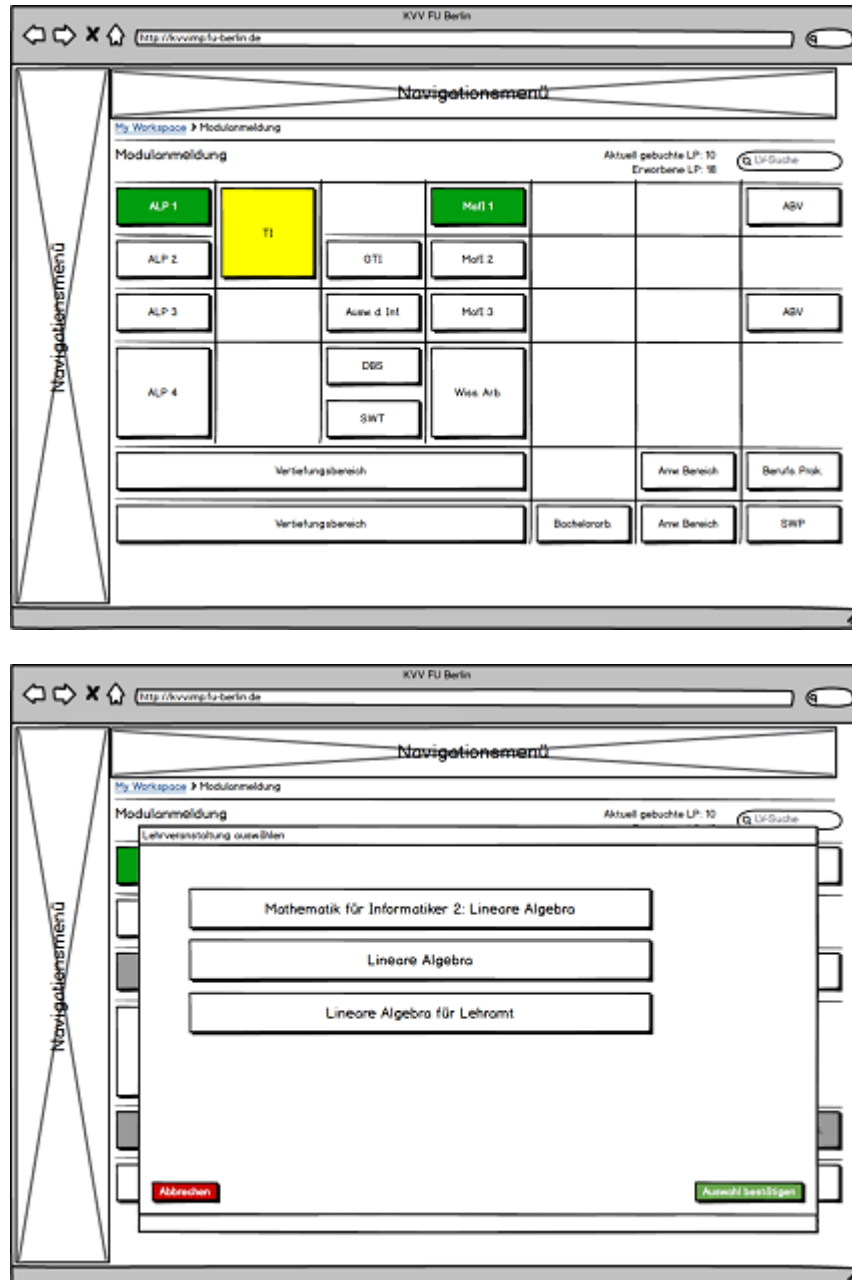 KVV FU Berlin
http://kvvimp.fu-berlin.de
Navigationsmenü
Navigationsmenü
My Workspace > Modulanmeldung
Modulanmeldung
Aktuell gebuchte LP: 10
Erworbene LP: 18
LV-Suche
ALP 1
TI
MafI 1
ABV
ALP 2
GTI
MafI 2
ALP 3
Ausw. d. Inf.
MafI 3
ABV
ALP 4
DBS
SWT
Wiss. Arb.
Vertiefungsbereich
Anw. Bereich
Berufs. Prak.
Vertiefungsbereich
Bachelorarb.
Anw. Bereich
SWP
KVV FU Berlin
http://kvvimp.fu-berlin.de
Navigationsmenü
Navigationsmenü
My Workspace > Modulanmeldung
Modulanmeldung
Aktuell gebuchte LP: 10
LV-Suche
Lehrveranstaltung auswählen
Mathematik für Informatiker 2: Lineare Algebra
Lineare Algebra
Lineare Algebra für Lehramt
Abbrechen
Auswahl bestätigen